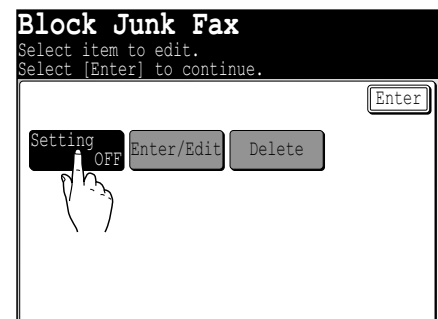 Block Junk Fax
Select item to edit.
Select [Enter] to continue.
Enter
Setting
OFF
Enter/Edit
Delete